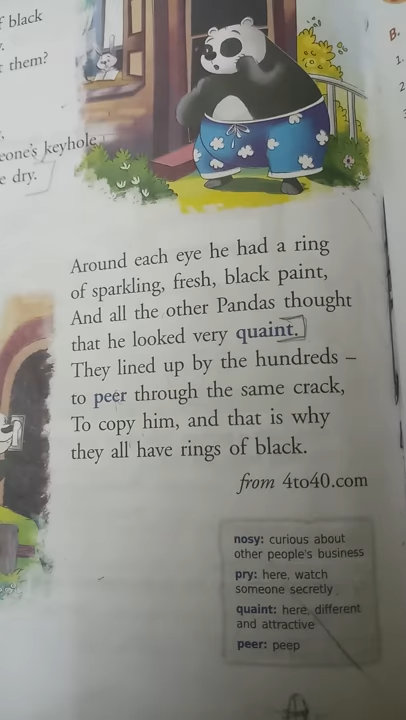 f black
them?
eone's keyhole
e dry.
Around each eye he had a ring
of sparkling, fresh, black paint,
And all the other Pandas thought
that he looked very quaint.
They lined up by the hundreds –
to peer through the same crack,
To copy him, and that is why
they all have rings of black.
from 4to40.com
nosy: curious about
other people's business
pry: here, watch
someone secretly
quaint: here, different
and attractive
peer: peep
B.
1.
2